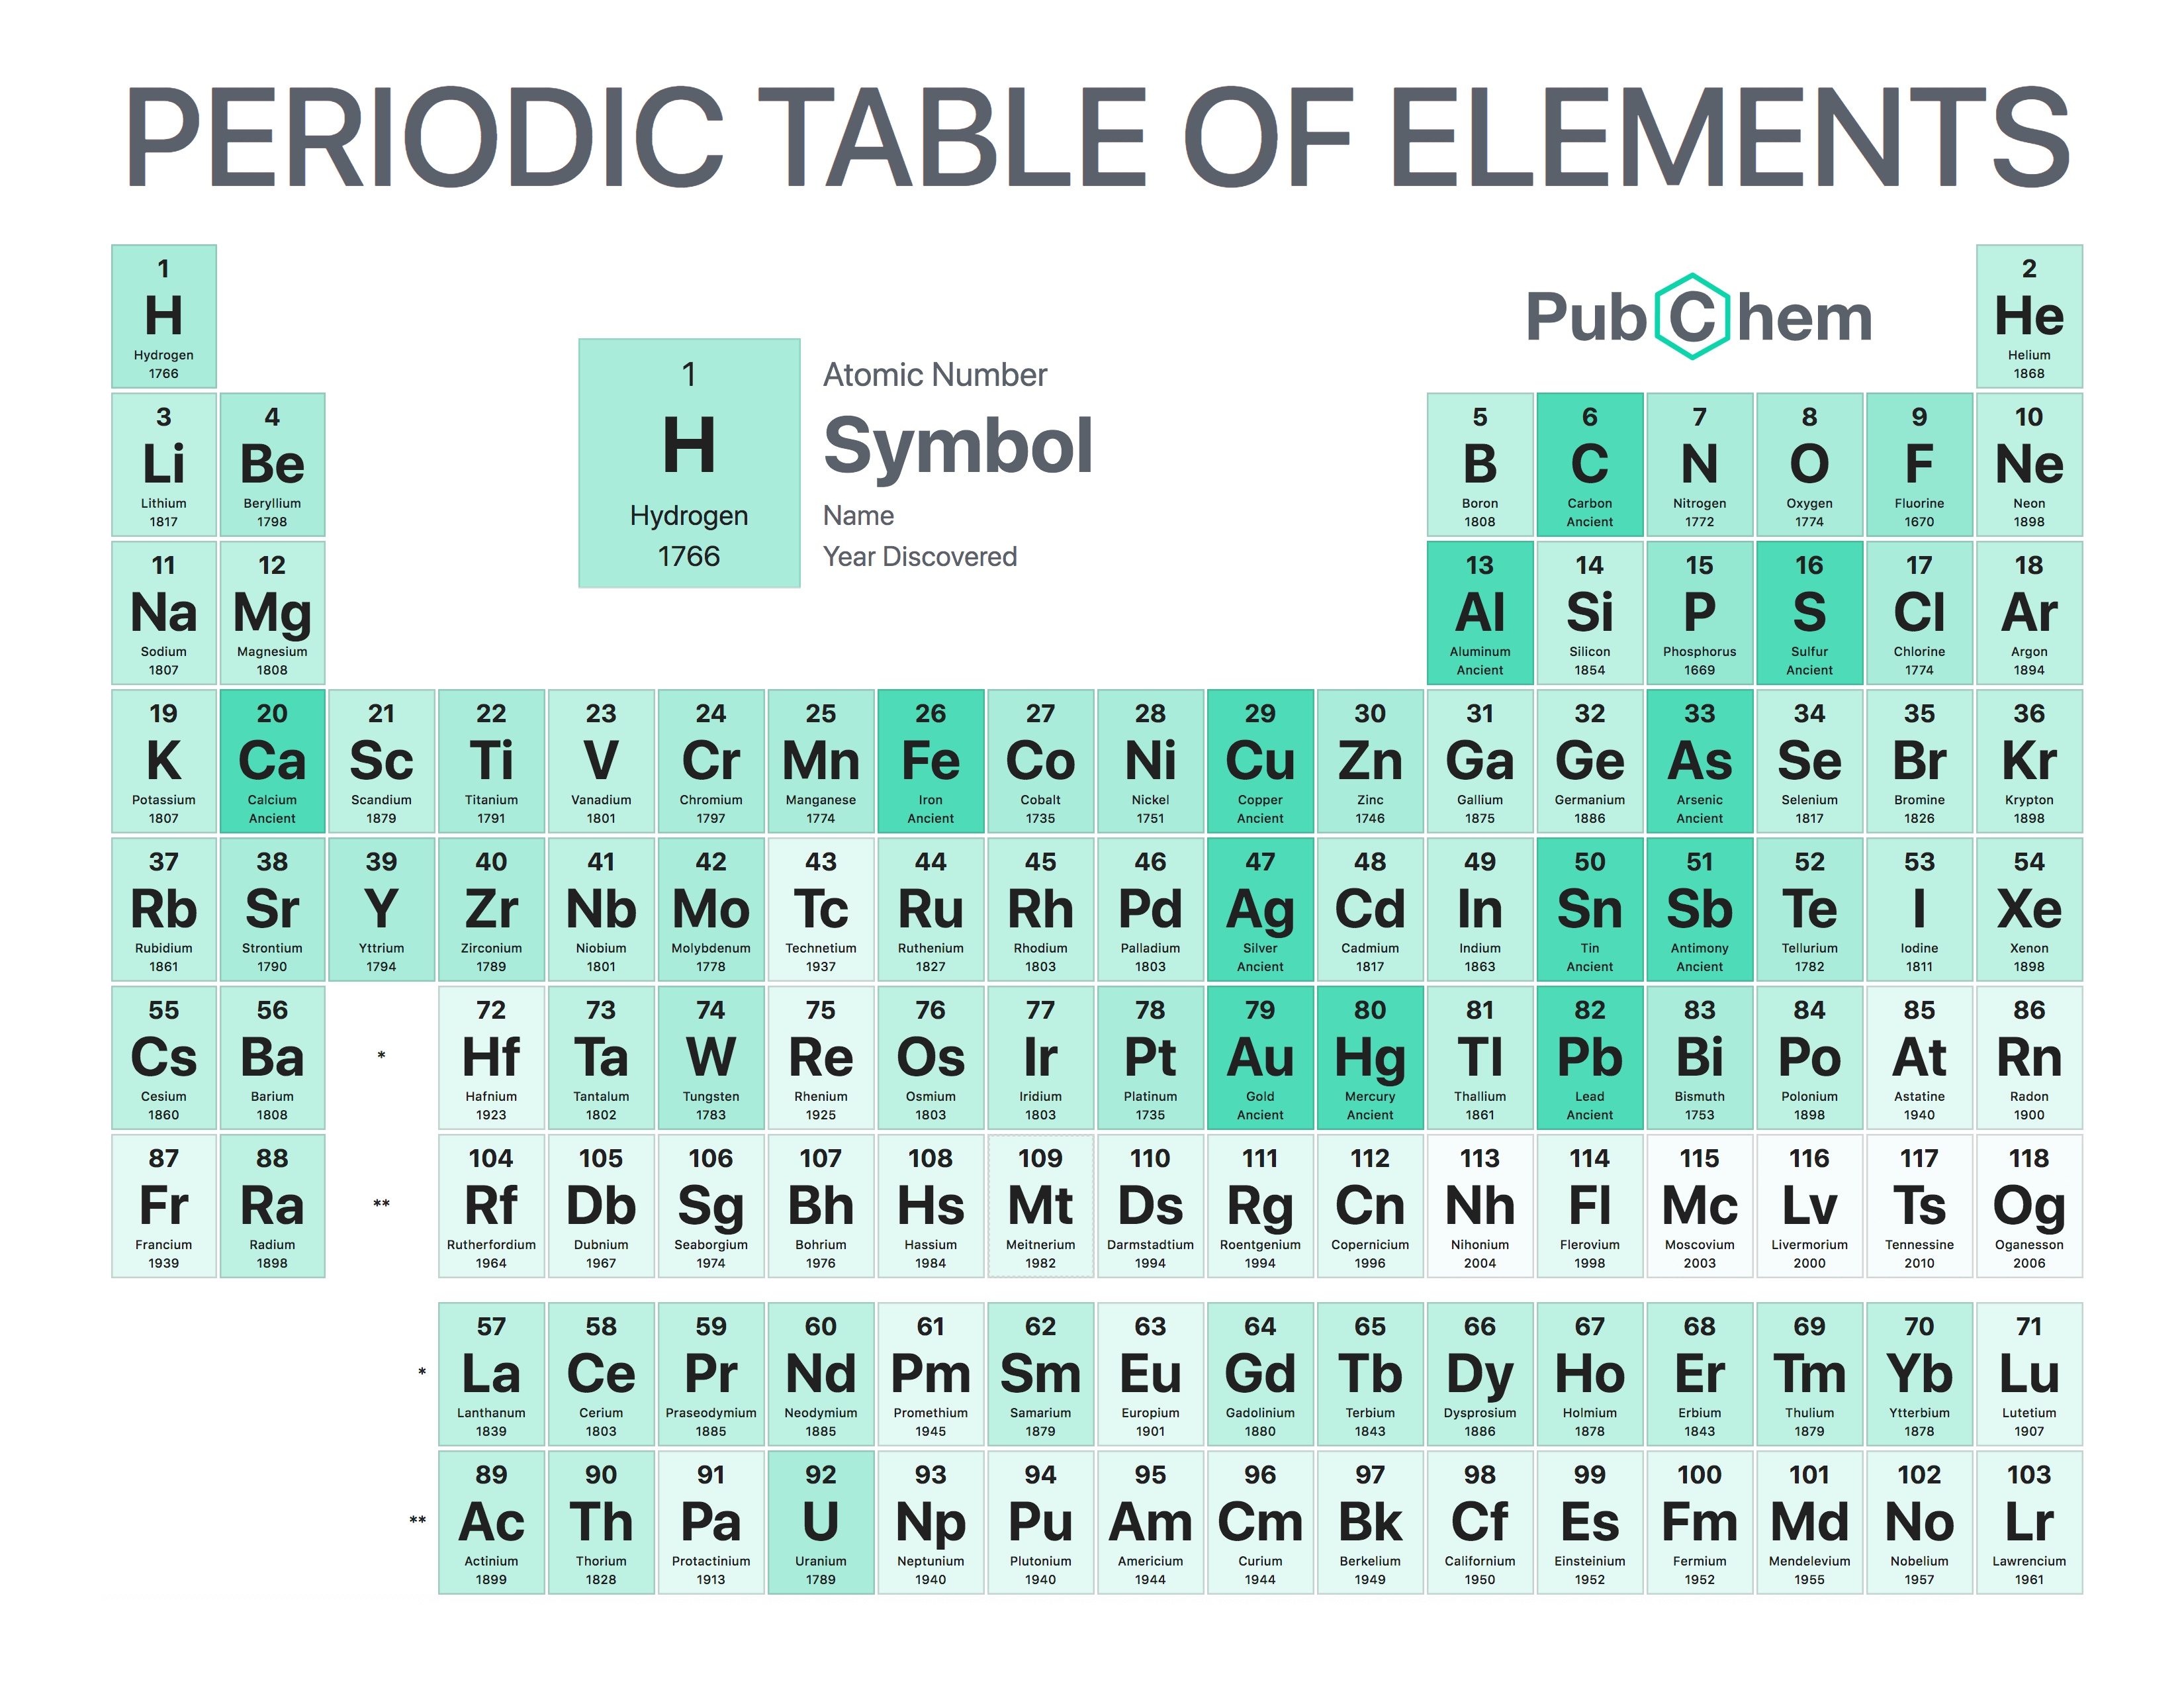 PERIODIC TABLE OF ELEMENTS
1
H
Hydrogen
1766
1
H
Hydrogen
1766
Atomic Number
Symbol
Name
Year Discovered
PubChem
2
He
Helium
1868
3
Li
Lithium
1817
4
Be
Beryllium
1798
5
B
Boron
1808
6
C
Carbon
Ancient
7
N
Nitrogen
1772
8
O
Oxygen
1774
9
F
Fluorine
1670
10
Ne
Neon
1898
11
Na
Sodium
1807
12
Mg
Magnesium
1808
13
Al
Aluminum
Ancient
14
Si
Silicon
1854
15
P
Phosphorus
1669
16
S
Sulfur
Ancient
17
Cl
Chlorine
1774
18
Ar
Argon
1894
19
K
Potassium
1807
20
Ca
Calcium
Ancient
21
Sc
Scandium
1879
22
Ti
Titanium
1791
23
V
Vanadium
1801
24
Cr
Chromium
1797
25
Mn
Manganese
1774
26
Fe
Iron
Ancient
27
Co
Cobalt
1735
28
Ni
Nickel
1751
29
Cu
Copper
Ancient
30
Zn
Zinc
1746
31
Ga
Gallium
1875
32
Ge
Germanium
1886
33
As
Arsenic
Ancient
34
Se
Selenium
1817
35
Br
Bromine
1826
36
Kr
Krypton
1898
37
Rb
Rubidium
1861
38
Sr
Strontium
1790
39
Y
Yttrium
1794
40
Zr
Zirconium
1789
41
Nb
Niobium
1801
42
Mo
Molybdenum
1778
43
Tc
Technetium
1937
44
Ru
Ruthenium
1827
45
Rh
Rhodium
1803
46
Pd
Palladium
1803
47
Ag
Silver
Ancient
48
Cd
Cadmium
1817
49
In
Indium
1863
50
Sn
Tin
Ancient
51
Sb
Antimony
Ancient
52
Te
Tellurium
1782
53
I
Iodine
1811
54
Xe
Xenon
1898
55
Cs
Cesium
1860
56
Ba
Barium
1808
*
72
Hf
Hafnium
1923
73
Ta
Tantalum
1802
74
W
Tungsten
1783
75
Re
Rhenium
1925
76
Os
Osmium
1803
77
Ir
Iridium
1803
78
Pt
Platinum
1735
79
Au
Gold
Ancient
80
Hg
Mercury
Ancient
81
Tl
Thallium
1861
82
Pb
Lead
Ancient
83
Bi
Bismuth
1753
84
Po
Polonium
1898
85
At
Astatine
1940
86
Rn
Radon
1900
87
Fr
Francium
1939
88
Ra
Radium
1898
**
104
Rf
Rutherfordium
1964
105
Db
Dubnium
1967
106
Sg
Seaborgium
1974
107
Bh
Bohrium
1976
108
Hs
Hassium
1984
109
Mt
Meitnerium
1982
110
Ds
Darmstadtium
1994
111
Rg
Roentgenium
1994
112
Cn
Copernicium
1996
113
Nh
Nihonium
2004
114
Fl
Flerovium
1998
115
Mc
Moscovium
2003
116
Lv
Livermorium
2000
117
Ts
Tennessine
2010
118
Og
Oganesson
2006
*
57
La
Lanthanum
1839
58
Ce
Cerium
1803
59
Pr
Praseodymium
1885
60
Nd
Neodymium
1885
61
Pm
Promethium
1945
62
Sm
Samarium
1879
63
Eu
Europium
1901
64
Gd
Gadolinium
1880
65
Tb
Terbium
1843
66
Dy
Dysprosium
1886
67
Ho
Holmium
1878
68
Er
Erbium
1843
69
Tm
Thulium
1879
70
Yb
Ytterbium
1878
71
Lu
Lutetium
1907
**
89
Ac
Actinium
1899
90
Th
Thorium
1828
91
Pa
Protactinium
1913
92
U
Uranium
1789
93
Np
Neptunium
1940
94
Pu
Plutonium
1940
95
Am
Americium
1944
96
Cm
Curium
1944
97
Bk
Berkelium
1949
98
Cf
Californium
1950
99
Es
Einsteinium
1952
100
Fm
Fermium
1952
101
Md
Mendelevium
1955
102
No
Nobelium
1957
103
Lr
Lawrencium
1961